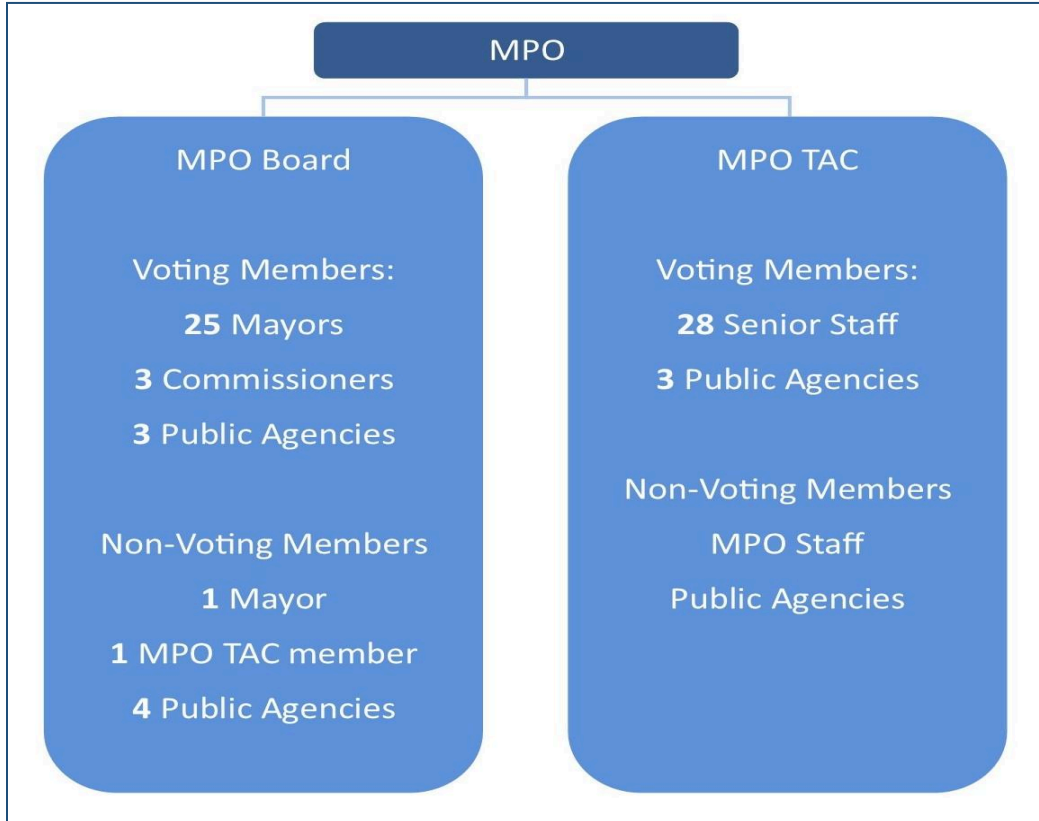 MPO
MPO Board
Voting Members:
25 Mayors
3 Commissioners
3 Public Agencies
Non-Voting Members
1 Mayor
1 MPO TAC member
4 Public Agencies
MPO TAC
Voting Members:
28 Senior Staff
3 Public Agencies
Non-Voting Members
MPO Staff
Public Agencies